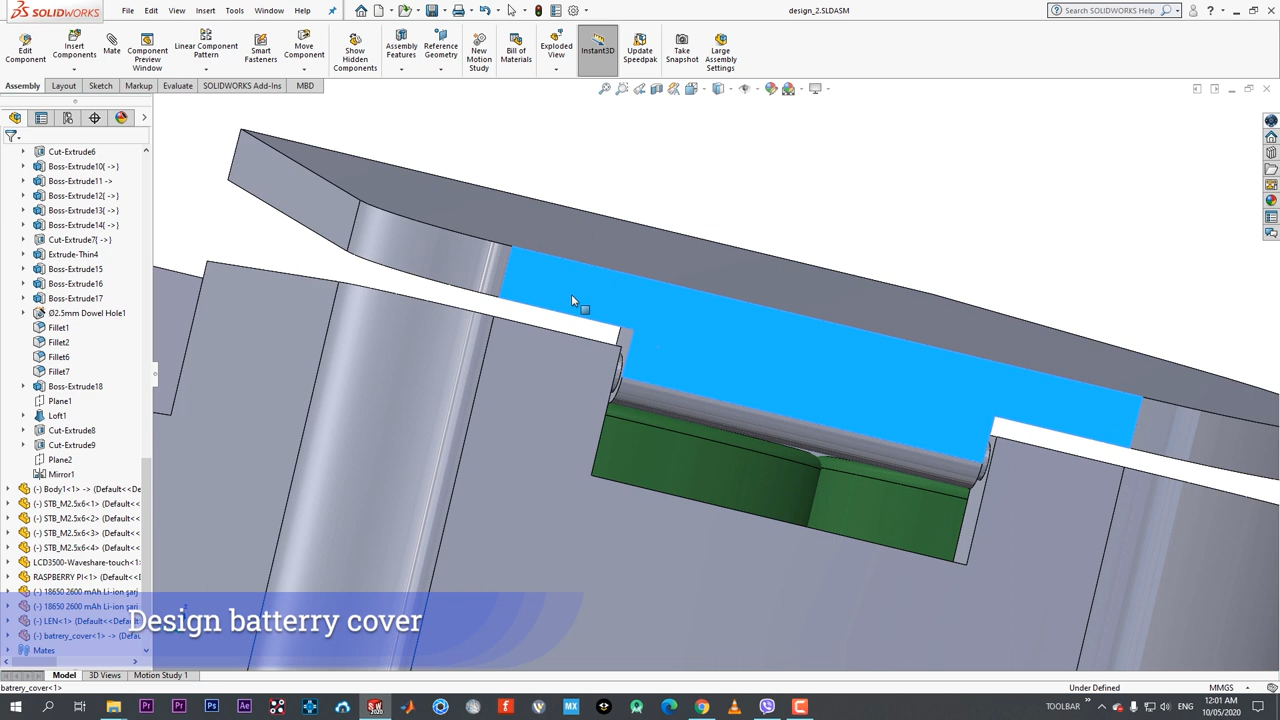 SOLIDWORKS
File Edit View Insert Tools Window Help
design_2.SLDASM
Search SOLIDWORKS Help
Edit Component
Insert Components
Mate
Component Preview Window
Linear Component Pattern
Smart Fasteners
Move Component
Show Hidden Components
Assembly Features
Reference Geometry
New Motion Study
Bill of Materials
Exploded View
Instant3D
Update Speedpak
Take Snapshot
Large Assembly Settings
Assembly Layout Sketch Markup Evaluate SOLIDWORKS Add-Ins MBD
Cut-Extrude6
Boss-Extrude10{ ->}
Boss-Extrude11 ->
Boss-Extrude12{ ->}
Boss-Extrude13{ ->}
Boss-Extrude14{ ->}
Cut-Extrude7{ ->}
Extrude-Thin4
Boss-Extrude15
Boss-Extrude16
Boss-Extrude17
Ø2.5mm Dowel Hole1
Fillet1
Fillet2
Fillet6
Fillet7
Boss-Extrude18
Plane1
Loft1
Cut-Extrude8
Cut-Extrude9
Plane2
Mirror1
(-) Body1<1> -> (Default<<De
(-) STB_M2.5x6<1> (Default<
(-) STB_M2.5x6<2> (Default<
(-) STB_M2.5x6<3> (Default<
(-) STB_M2.5x6<4> (Default<
LCD3500-Waveshare-touch<1>
RASPBERRY PI<1> (Default<<
(-) 18650 2600 mAh Li-ion şarj
(-) 18650 2600 mAh Li-ion şarj
(-) LEN<1> (Default<<Defau
(-) batrery_cover<1> -> (Defau
Mates
Design batterry cover
Model 3D Views Motion Study 1
batrery_cover<1>
Under Defined
MMGS
TOOLBAR
ENG
12:01 AM
10/05/2020